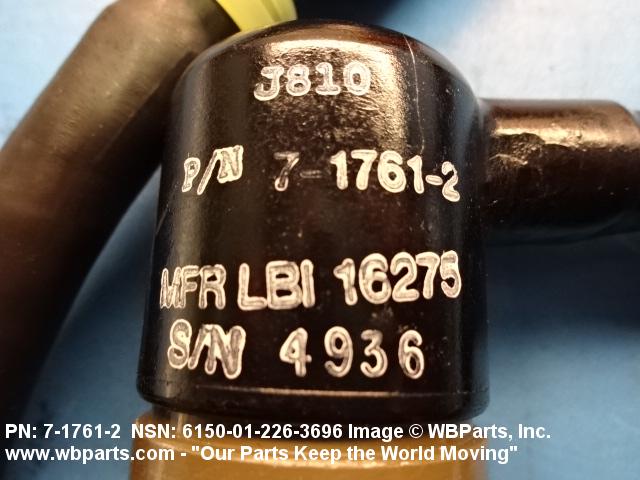 J810
P/N 7-1761-2
MFR LBI 16275
S/N 4936
PN: 7-1761-2 NSN: 6150-01-226-3696 Image © WBParts, Inc.
www.wbparts.com - "Our Parts Keep the World Moving"